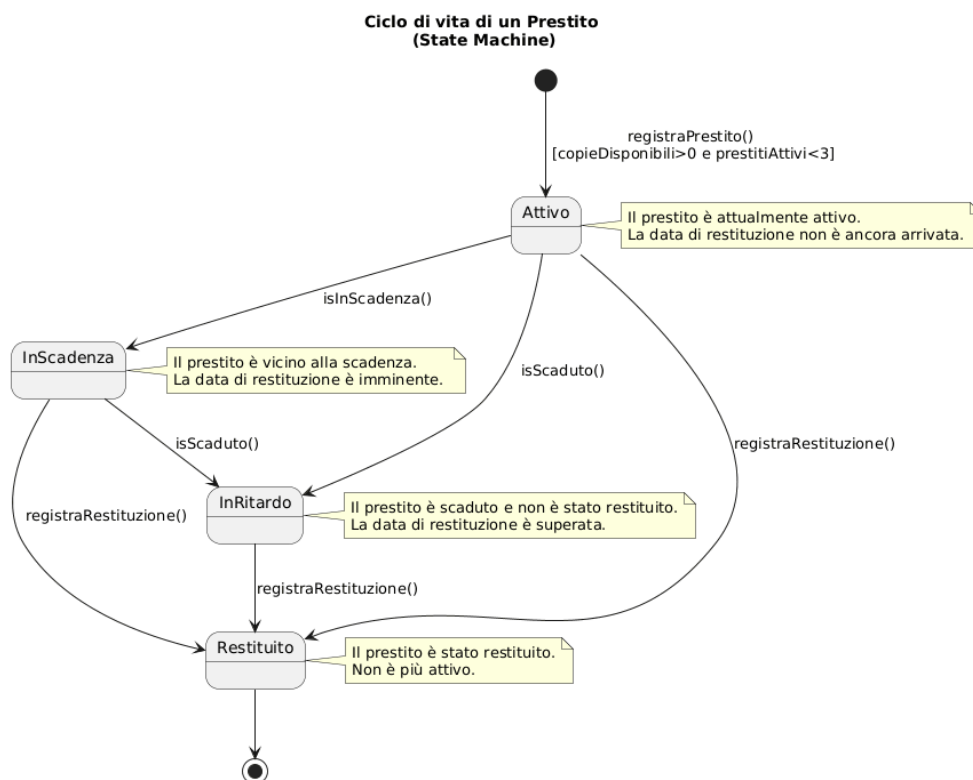 Ciclo di vita di un Prestito
(State Machine)
registraPrestito()
[copieDisponibili>0 e prestitiAttivi<3]
Attivo
Il prestito è attualmente attivo.
La data di restituzione non è ancora arrivata.
isInScadenza()
InScadenza
Il prestito è vicino alla scadenza.
La data di restituzione è imminente.
isScaduto()
isScaduto()
registraRestituzione()
InRitardo
Il prestito è scaduto e non è stato restituito.
La data di restituzione è superata.
registraRestituzione()
registraRestituzione()
Restituito
Il prestito è stato restituito.
Non è più attivo.